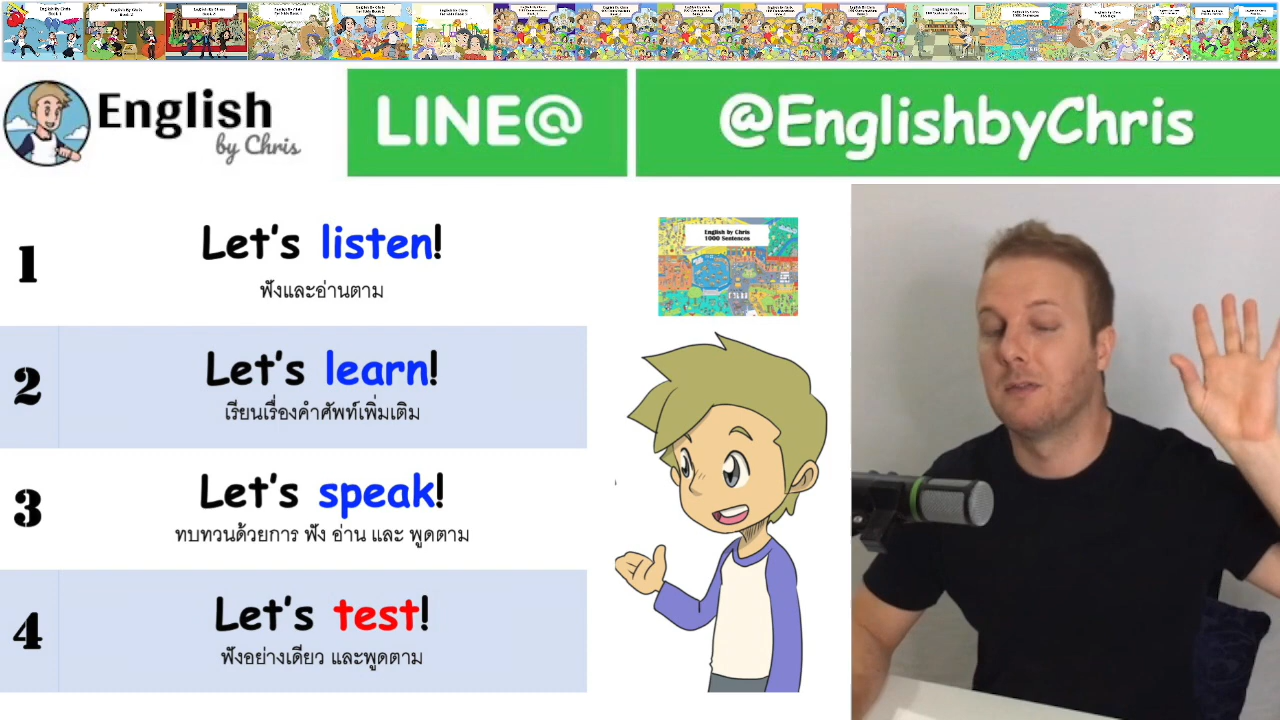 English
by Chris
LINE@
@EnglishbyChris
1
Let's listen!
ฟังและอ่านตาม
2
Let's learn!
เรียนเรื่องคำศัพท์เพิ่มเติม
3
Let's speak!
ทบทวนด้วยการ ฟัง อ่าน และ พูดตาม
4
Let's test!
ฟังอย่างเดียว และพูดตาม
English by Chris
1000 Sentences